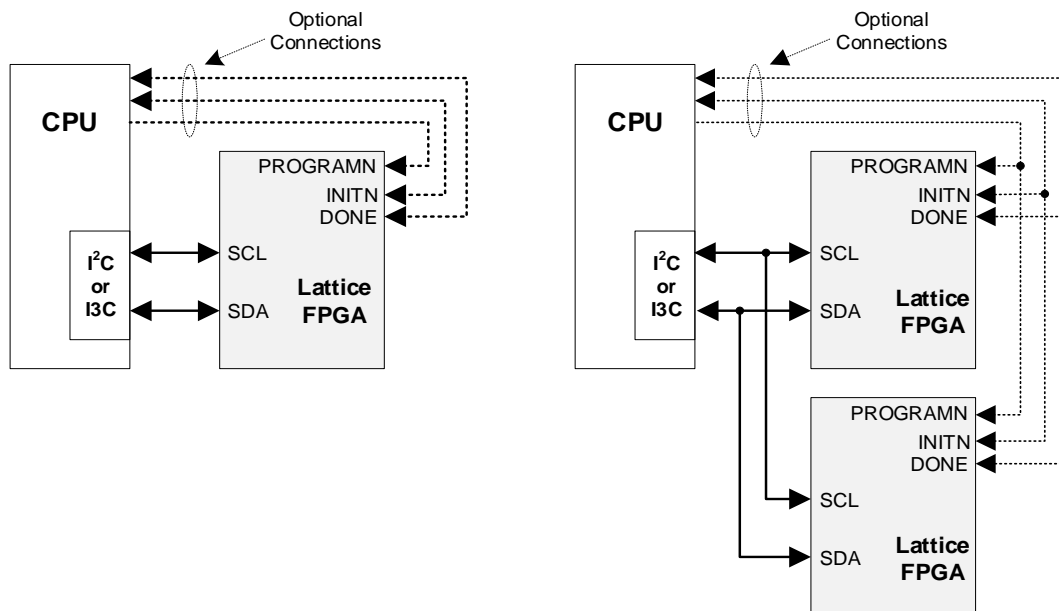 Optional
Connections
CPU
PROGRAMN
INITN
DONE
I²C
or
I3C
SCL
SDA
Lattice
FPGA
Optional
Connections
CPU
PROGRAMN
INITN
DONE
I²C
or
I3C
SCL
SDA
Lattice
FPGA
PROGRAMN
INITN
DONE
SCL
SDA
Lattice
FPGA